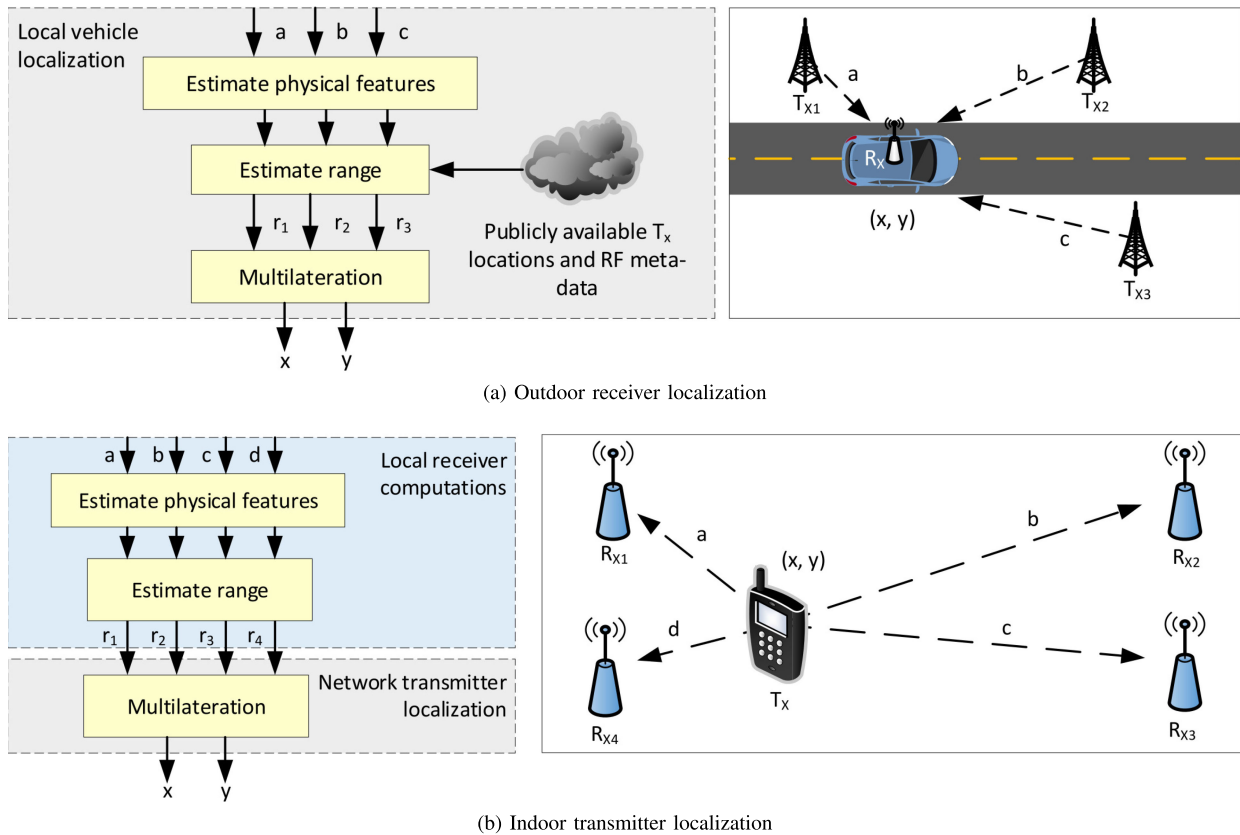 Local vehicle
localization
a b c
Estimate physical features
Estimate range
r1 r2 r3
Multilateration
x y
Publicly available Tx
locations and RF meta-
data
TX1
a
b
TX2
RX
(x, y)
c
TX3
(a) Outdoor receiver localization
a b c d
Local receiver
computations
Estimate physical features
Estimate range
r1 r2 r3 r4
Network transmitter
localization
Multilateration
x y
RX1
a
(x, y)
b
RX2
RX4
d
TX
c
RX3
(b) Indoor transmitter localization